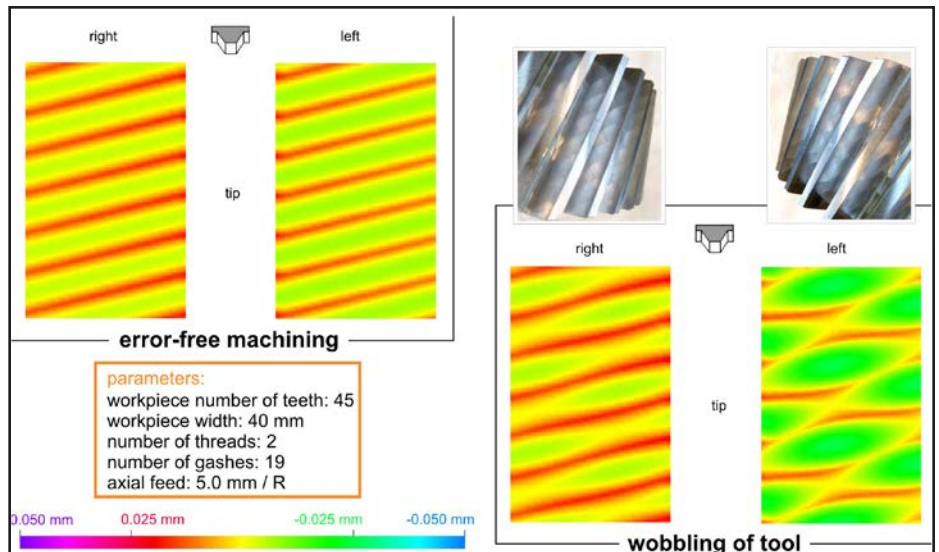 right
left
tip
error-free machining
parameters:
workpiece number of teeth: 45
workpiece width: 40 mm
number of threads: 2
number of gashes: 19
axial feed: 5.0 mm / R
0.050 mm
0.025 mm
-0.025 mm
-0.050 mm
right
left
tip
wobbling of tool